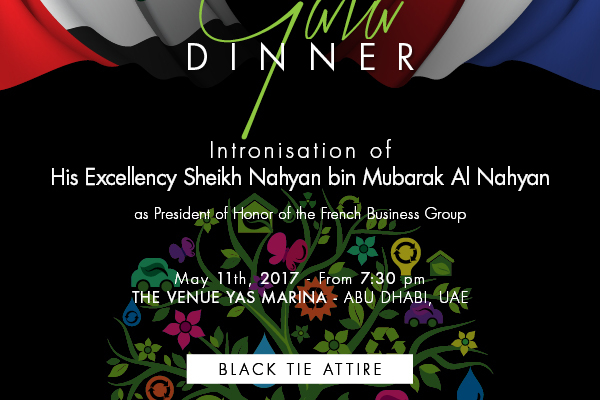 Gala
DINNER
Intronisation of
His Excellency Sheikh Nahyan bin Mubarak Al Nahyan
as President of Honor of the French Business Group
May 11th, 2017 - From 7:30 pm
THE VENUE YAS MARINA - ABU DHABI, UAE
BLACK TIE ATTIRE